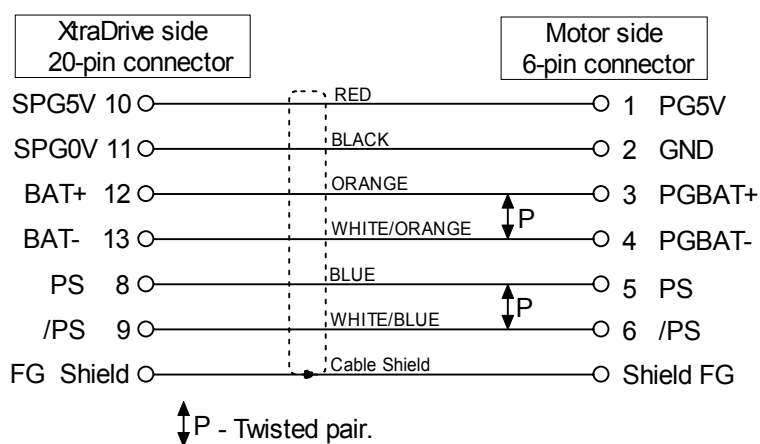 XtraDrive side
20-pin connector
Motor side
6-pin connector
SPG5V 10 RED 1 PG5V
SPG0V 11 BLACK 2 GND
BAT+ 12 ORANGE 3 PGBAT+
P
BAT- 13 WHITE/ORANGE 4 PGBAT-
PS 8 BLUE 5 PS
P
/PS 9 WHITE/BLUE 6 /PS
FG Shield Cable Shield Shield FG
P - Twisted pair.